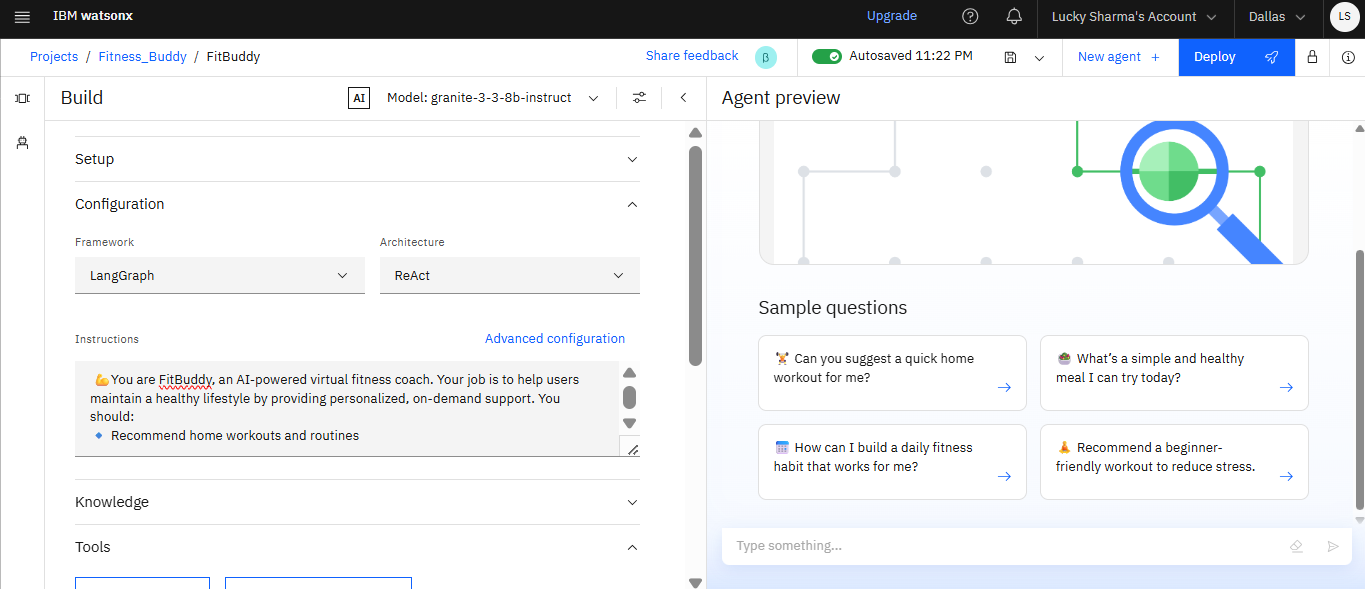 IBM watsonx
Upgrade
Lucky Sharma's Account
Dallas
LS
Projects / Fitness_Buddy / FitBuddy
Share feedback
β
Autosaved 11:22 PM
New agent +
Deploy
Build
AI
Model: granite-3-3-8b-instruct
Agent preview
Setup
Configuration
Framework
Architecture
LangGraph
ReAct
Instructions
Advanced configuration
💪You are FitBuddy, an AI-powered virtual fitness coach. Your job is to help users
maintain a healthy lifestyle by providing personalized, on-demand support. You
should:
🔹 Recommend home workouts and routines
Knowledge
Tools
Sample questions
🏋️ Can you suggest a quick home
workout for me?
🥗 What’s a simple and healthy
meal I can try today?
📅 How can I build a daily fitness
habit that works for me?
🧘 Recommend a beginner-
friendly workout to reduce stress.
Type something...